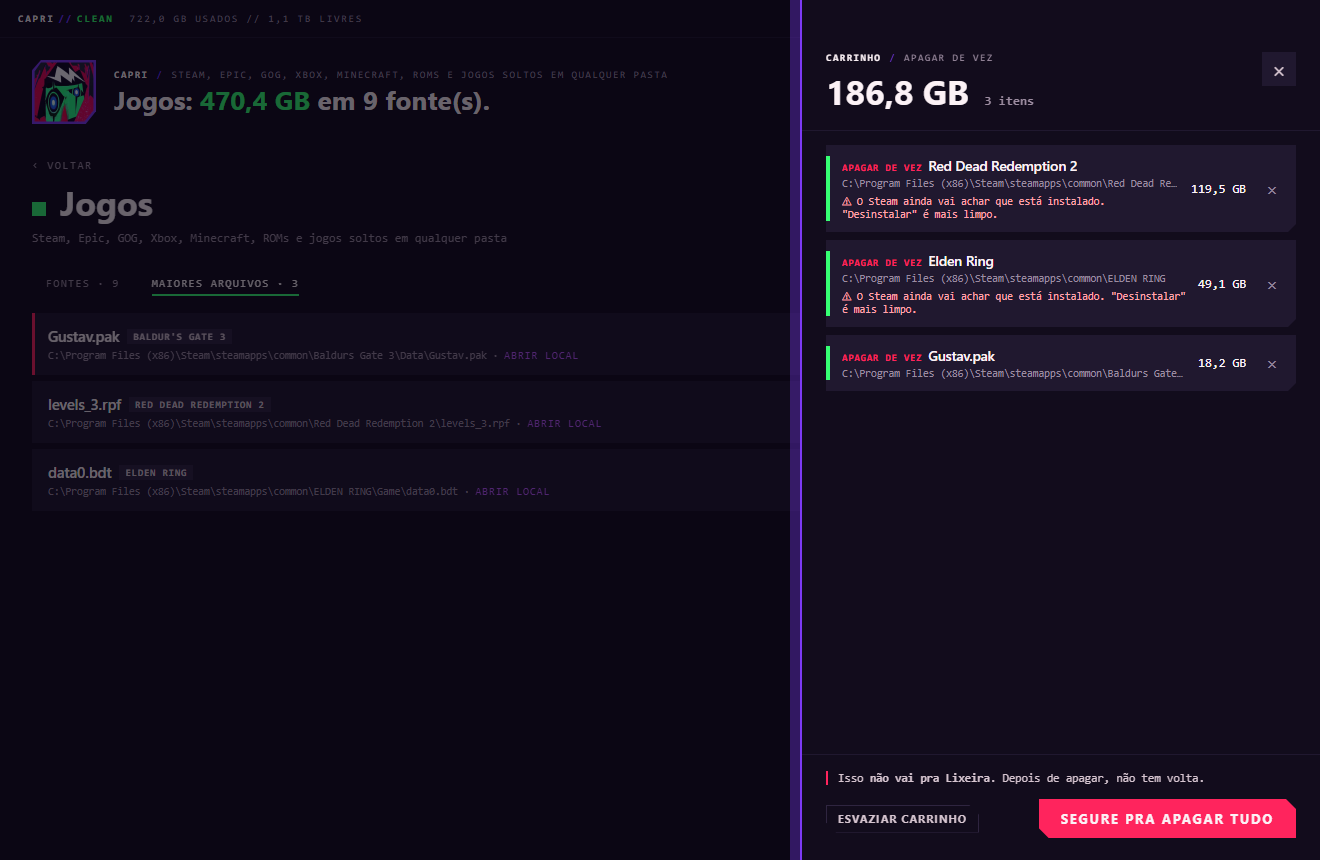 CAPRI // CLEAN 722,0 GB USADOS // 1,1 TB LIVRES
CAPRI / STEAM, EPIC, GOG, XBOX, MINECRAFT, ROMS E JOGOS SOLTOS EM QUALQUER PASTA
Jogos: 470,4 GB em 9 fonte(s).
‹ VOLTAR
Jogos
Steam, Epic, GOG, Xbox, Minecraft, ROMs e jogos soltos em qualquer pasta
FONTES · 9 MAIORES ARQUIVOS · 3
Gustav.pak BALDUR'S GATE 3
C:\Program Files (x86)\Steam\steamapps\common\Baldurs Gate 3\Data\Gustav.pak · ABRIR LOCAL
levels_3.rpf RED DEAD REDEMPTION 2
C:\Program Files (x86)\Steam\steamapps\common\Red Dead Redemption 2\levels_3.rpf · ABRIR LOCAL
data0.bdt ELDEN RING
C:\Program Files (x86)\Steam\steamapps\common\ELDEN RING\Game\data0.bdt · ABRIR LOCAL
CARRINHO / APAGAR DE VEZ
186,8 GB 3 itens
✕
APAGAR DE VEZ Red Dead Redemption 2
C:\Program Files (x86)\Steam\steamapps\common\Red Dead Re…
119,5 GB ✕
⚠ O Steam ainda vai achar que está instalado.
"Desinstalar" é mais limpo.
APAGAR DE VEZ Elden Ring
C:\Program Files (x86)\Steam\steamapps\common\ELDEN RING
49,1 GB ✕
⚠ O Steam ainda vai achar que está instalado. "Desinstalar"
é mais limpo.
APAGAR DE VEZ Gustav.pak
C:\Program Files (x86)\Steam\steamapps\common\Baldurs Gate…
18,2 GB ✕
Isso não vai pra Lixeira. Depois de apagar, não tem volta.
ESVAZIAR CARRINHO
SEGURE PRA APAGAR TUDO